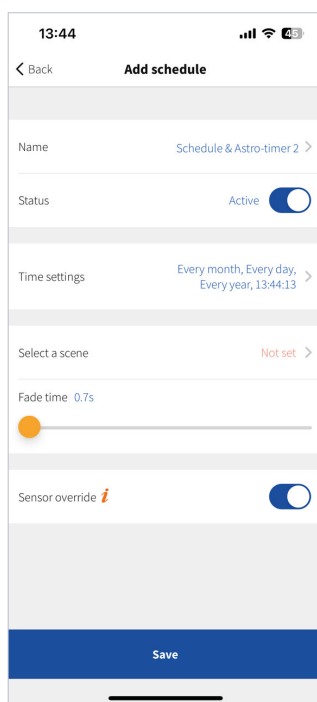 13:44
45
Back
Add schedule
Name
Schedule & Astro-timer 2
Status
Active
Time settings
Every month, Every day,
Every year, 13:44:13
Select a scene
Not set
Fade time 0.7s
Sensor override i
Save